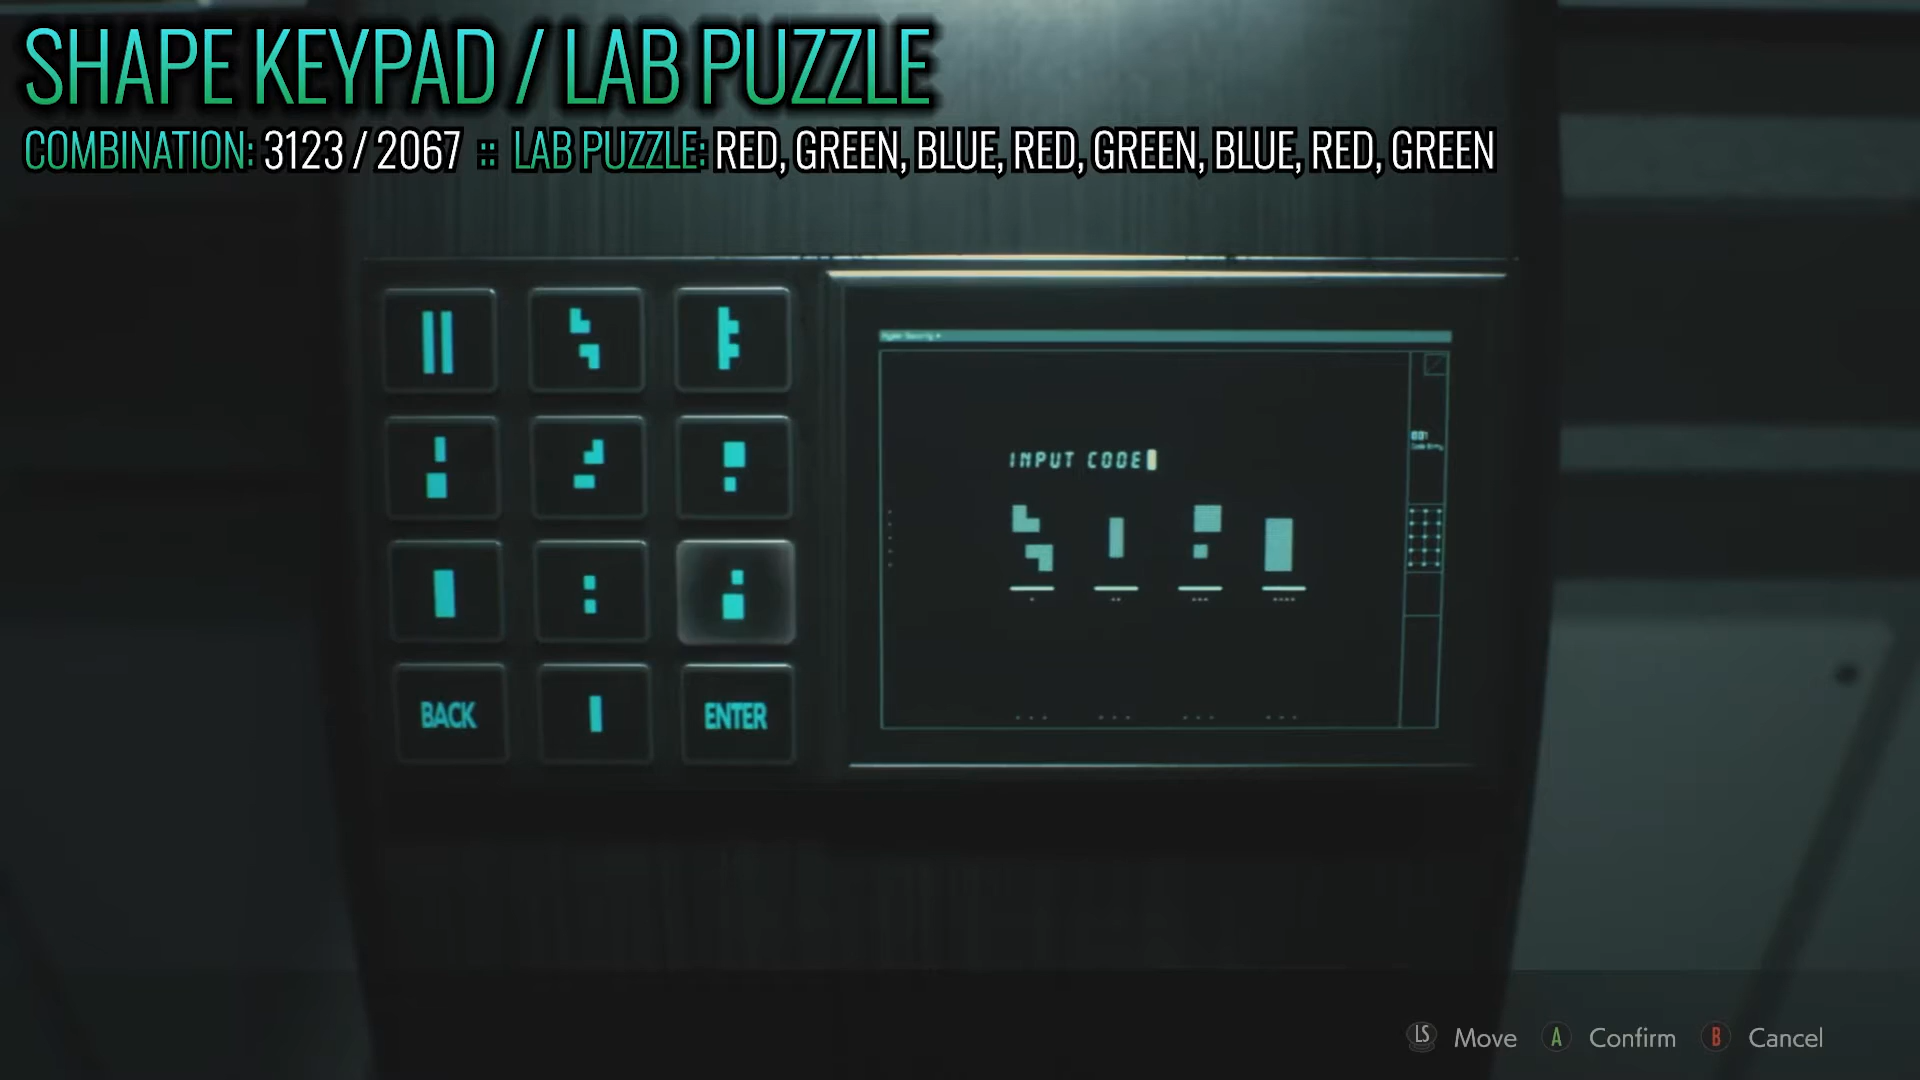 SHAPE KEYPAD / LAB PUZZLE
COMBINATION: 3123 / 2067 :: LAB PUZZLE: RED, GREEN, BLUE, RED, GREEN, BLUE, RED, GREEN
INPUT CODE
BACK
ENTER
LS Move A Confirm B Cancel